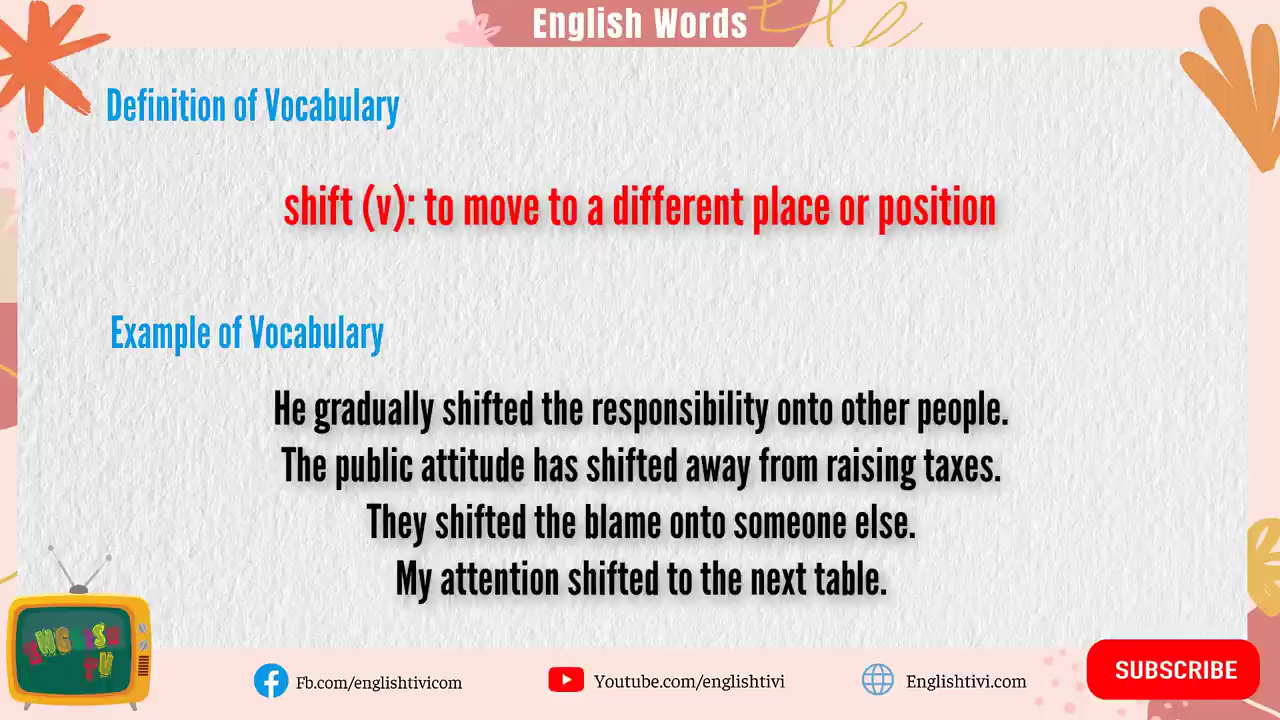 English Words
Definition of Vocabulary
shift (v): to move to a different place or position
Example of Vocabulary
He gradually shifted the responsibility onto other people.
The public attitude has shifted away from raising taxes.
They shifted the blame onto someone else.
My attention shifted to the next table.
ENGLISH
TV
Fb.com/englishtivicom
Youtube.com/englishtivi
Englishtivi.com
SUBSCRIBE